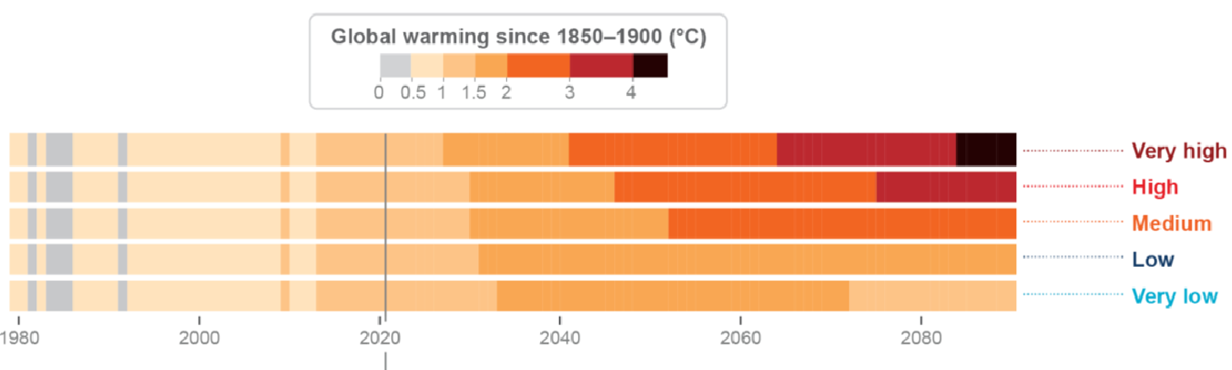 Global warming since 1850–1900 (°C)
0 0.5 1 1.5 2 3 4
Very high
High
Medium
Low
Very low
1980 2000 2020 2040 2060 2080